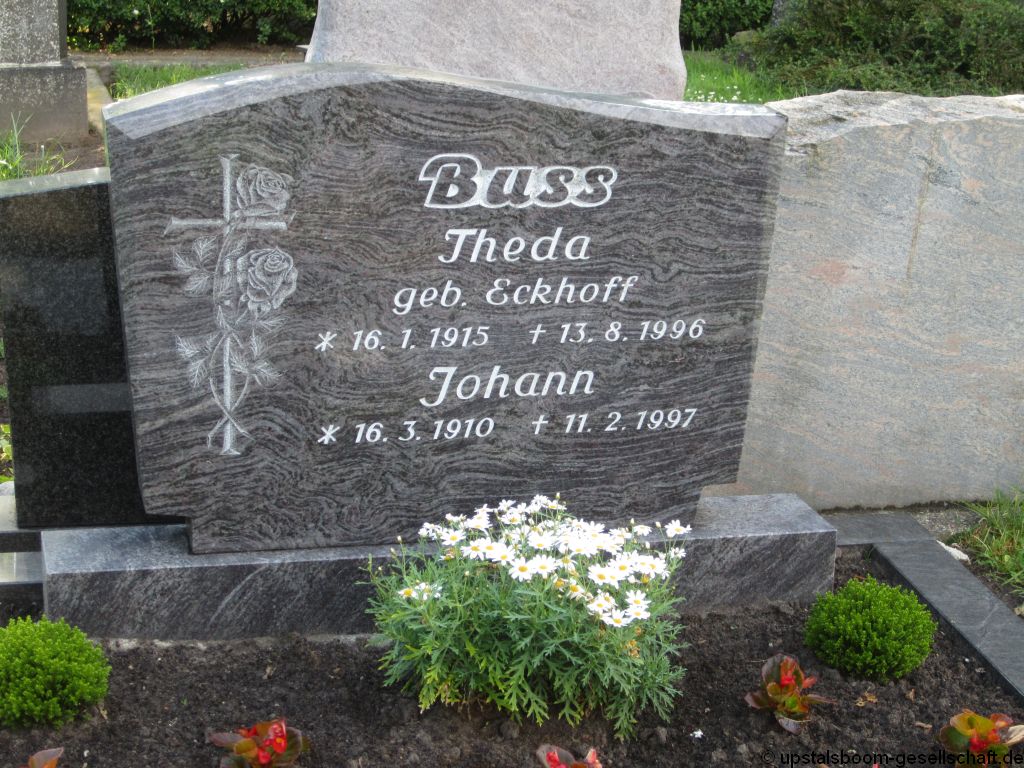 Buss
Theda
geb. Eckhoff
* 16. 1. 1915 † 13. 8. 1996
Johann
* 16. 3. 1910 † 11. 2. 1997
© upstalsboom-gesellschaft.de